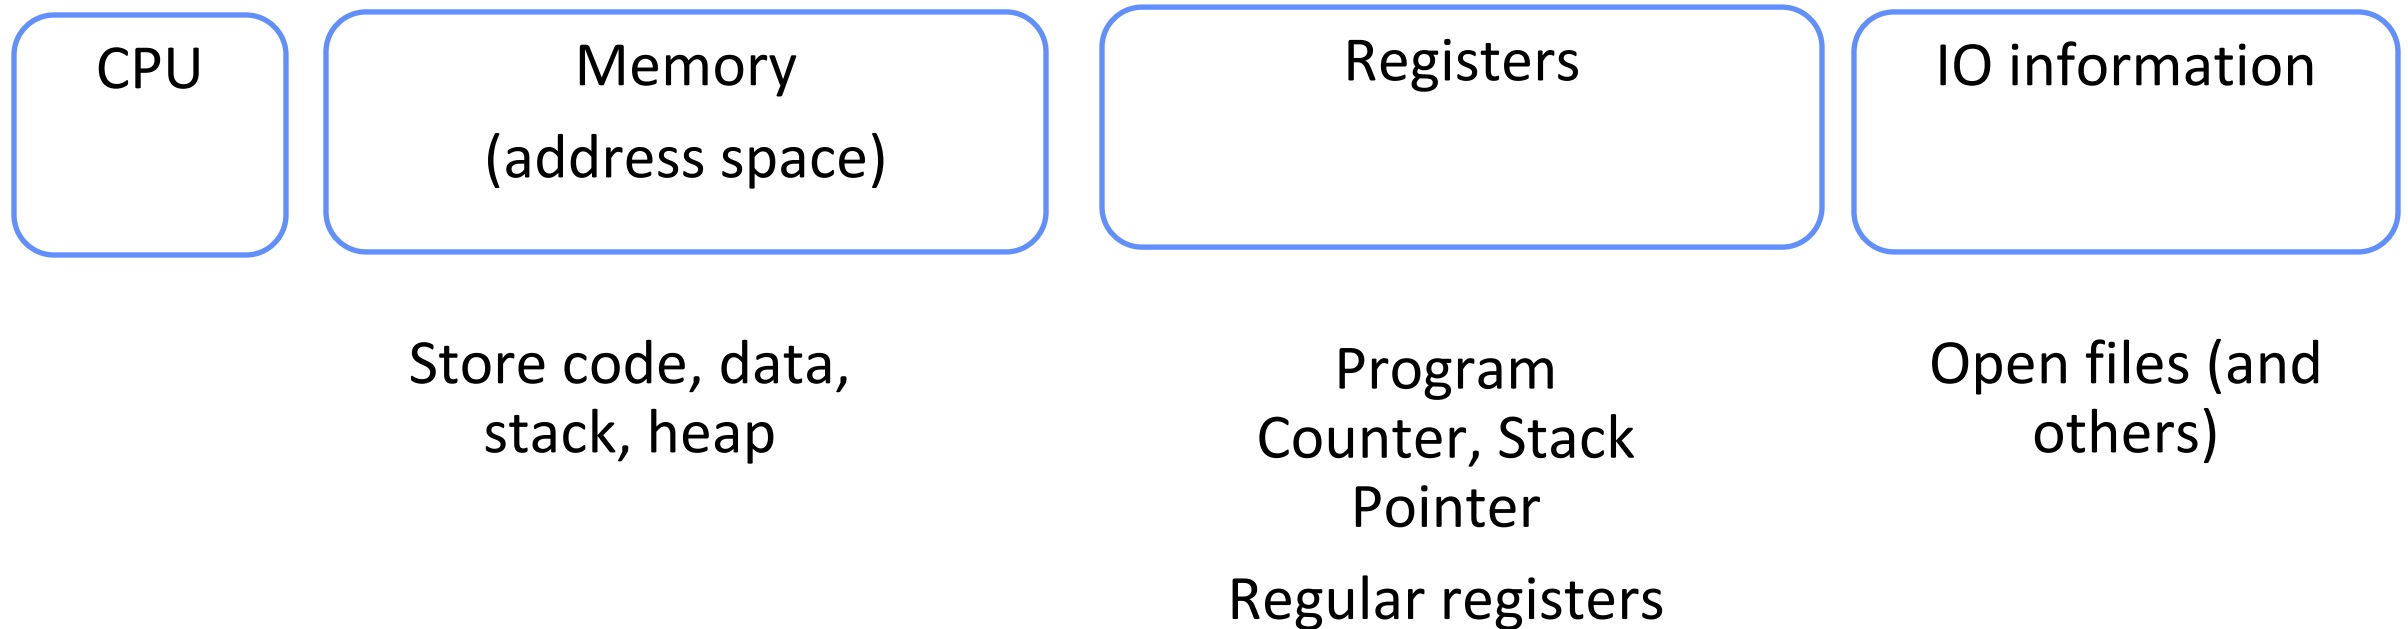 CPU
Memory
(address space)
Registers
IO information
Store code, data,
stack, heap
Program
Counter, Stack
Pointer
Regular registers
Open files (and
others)